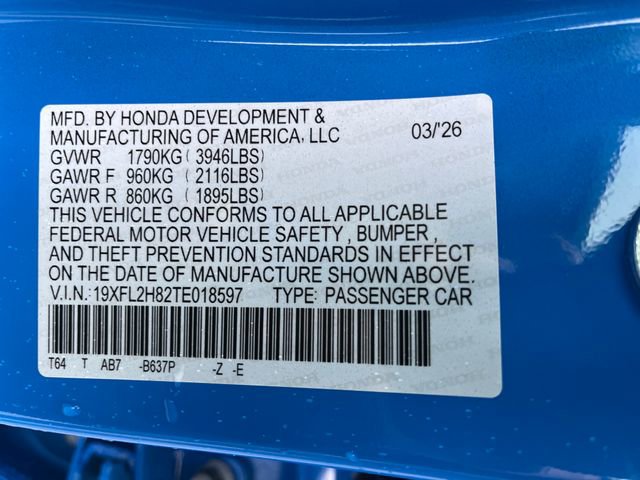 MFD. BY HONDA DEVELOPMENT &
MANUFACTURING OF AMERICA, LLC 03/'26
GVWR 1790KG ( 3946LBS)
GAWR F 960KG ( 2116LBS)
GAWR R 860KG ( 1895LBS)
THIS VEHICLE CONFORMS TO ALL APPLICABLE
FEDERAL MOTOR VEHICLE SAFETY , BUMPER ,
AND THEFT PREVENTION STANDARDS IN EFFECT
ON THE DATE OF MANUFACTURE SHOWN ABOVE.
V.I.N.:19XFL2H82TE018597 TYPE: PASSENGER CAR
T64 T AB7 -B637P -Z -E